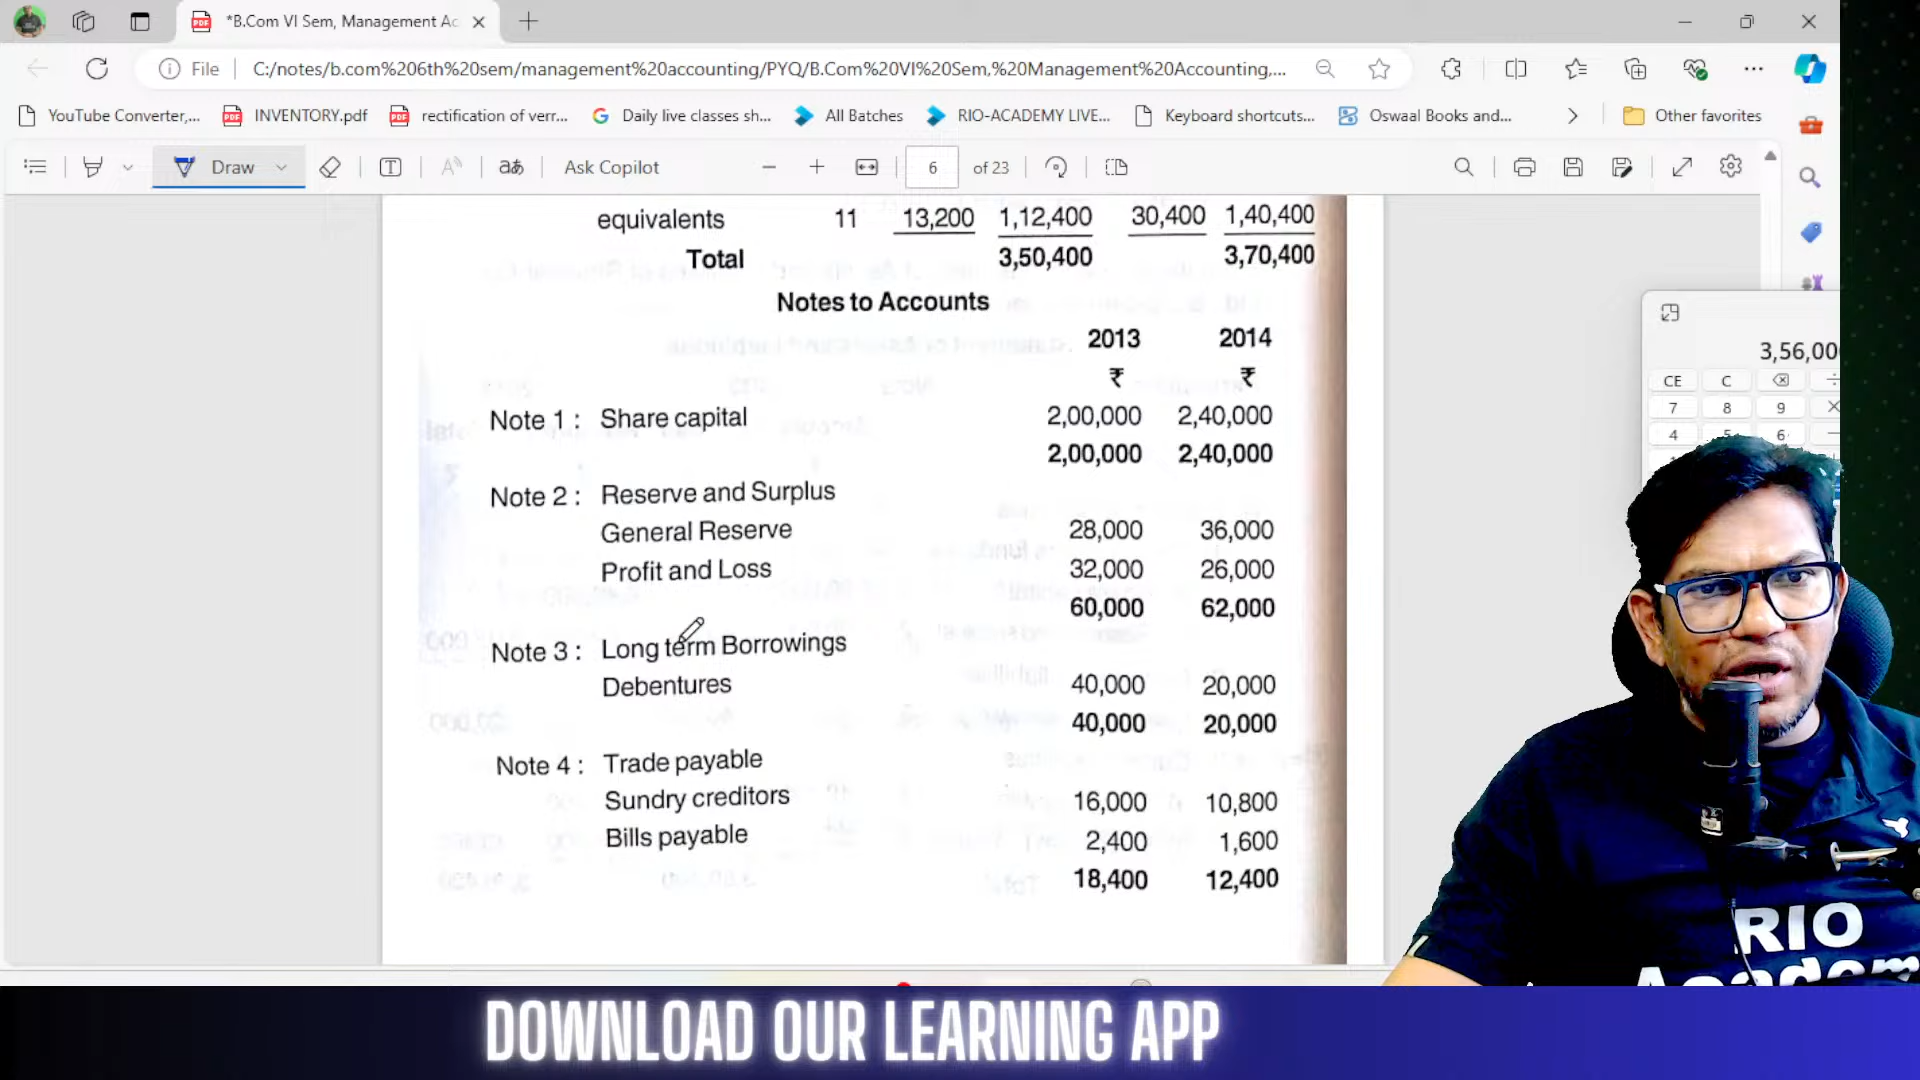 *B.Com VI Sem, Management Ac
File C:/notes/b.com%206th%20sem/management%20accounting/PYQ/B.Com%20VI%20Sem,%20Management%20Accounting,...
YouTube Converter,... INVENTORY.pdf rectification of verr... Daily live classes sh... All Batches RIO-ACADEMY LIVE... Keyboard shortcuts... Oswaal Books and... Other favorites
Draw Ask Copilot 6 of 23
equivalents 11 13,200 1,12,400 30,400 1,40,400
Total 3,50,400 3,70,400
Notes to Accounts
2013 2014
₹ ₹
Note 1 : Share capital 2,00,000 2,40,000
2,00,000 2,40,000
Note 2 : Reserve and Surplus
General Reserve 28,000 36,000
Profit and Loss 32,000 26,000
60,000 62,000
Note 3 : Long term Borrowings
Debentures 40,000 20,000
40,000 20,000
Note 4 : Trade payable
Sundry creditors 16,000 10,800
Bills payable 2,400 1,600
18,400 12,400
3,56,00
CE C
7 8 9
4 5 6
RIO
Academ
DOWNLOAD OUR LEARNING APP